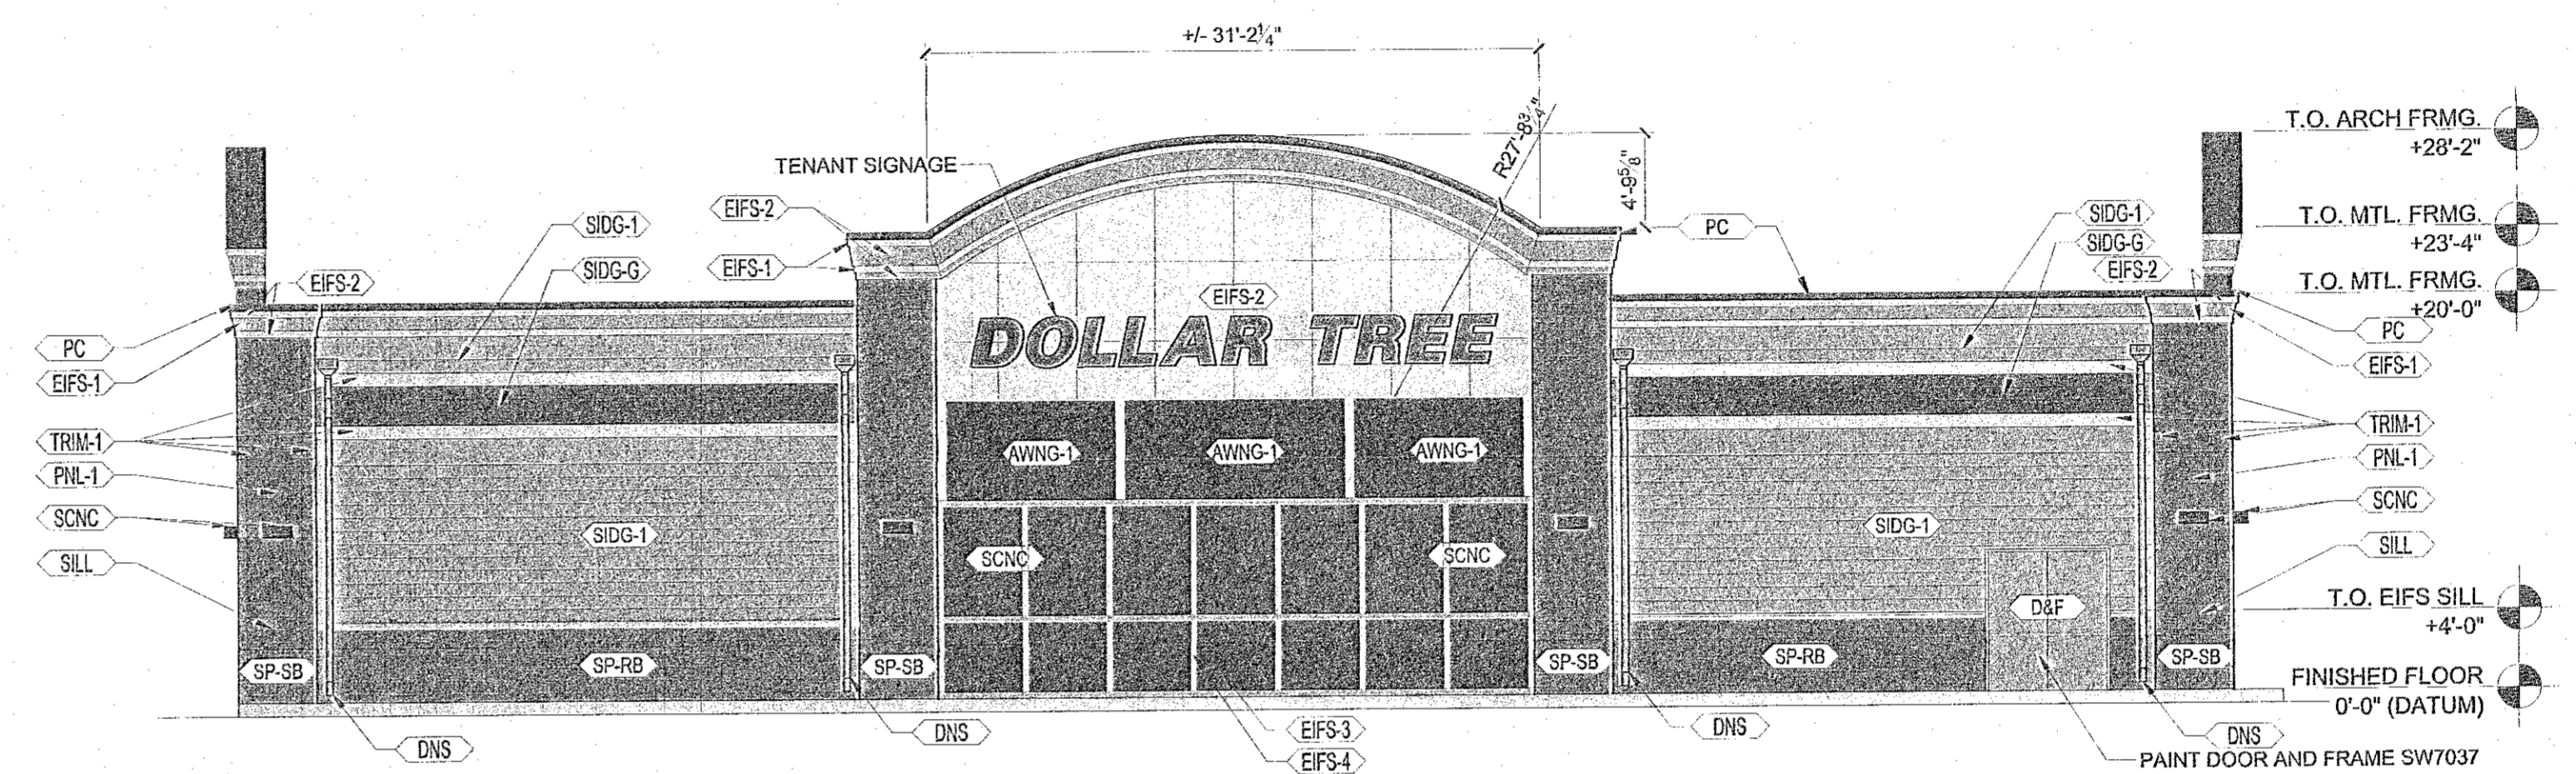 +/- 31'-2¼"
T.O. ARCH FRMG.
+28'-2"
R27'-8¾"
4'-9⅝"
TENANT SIGNAGE
EIFS-2
SIDG-1
EIFS-1
SIDG-G
PC
SIDG-1
SIDG-G
EIFS-2
T.O. MTL. FRMG.
+23'-4"
T.O. MTL. FRMG.
+20'-0"
EIFS-2
EIFS-2
DOLLAR TREE
PC
EIFS-1
TRIM-1
PNL-1
SCNC
SILL
PC
EIFS-1
TRIM-1
PNL-1
SCNC
SILL
AWNG-1 AWNG-1 AWNG-1
SIDG-1
SCNC
SCNC
SIDG-1
D&F
T.O. EIFS SILL
+4'-0"
SP-SB
SP-RB
SP-SB
SP-SB
SP-RB
SP-SB
FINISHED FLOOR
0'-0" (DATUM)
DNS
DNS
EIFS-3
EIFS-4
DNS
DNS
PAINT DOOR AND FRAME SW7037